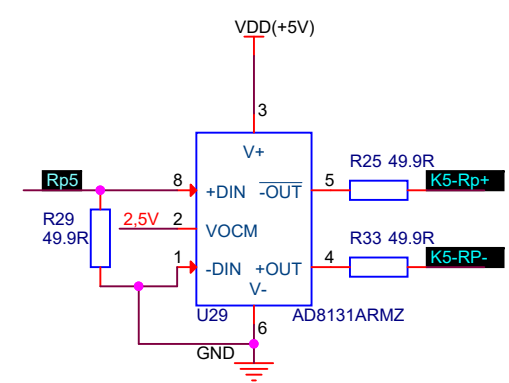 VDD(+5V)
3
V+
Rp5
8
+DIN
-OUT
5
R25 49.9R
K5-Rp+
R29
49.9R
2,5V
2
VOCM
R33 49.9R
1
-DIN
+OUT
4
K5-RP-
V-
U29
6
AD8131ARMZ
GND